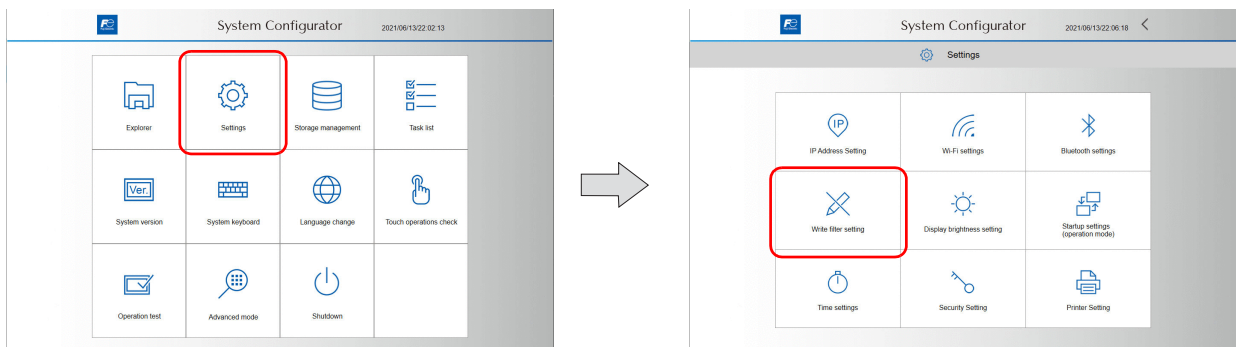 System Configurator
2021/06/13/22:02:13
Explorer
Settings
Storage management
Task list
Ver.
System version
System keyboard
Language change
Touch operations check
Operation test
Advanced mode
Shutdown
System Configurator
2021/06/13/22:06:18
Settings
IP
IP Address Setting
Wi-Fi settings
Bluetooth settings
Write filter setting
Display brightness setting
Startup settings
(operation mode)
Time settings
Security Setting
Printer Setting